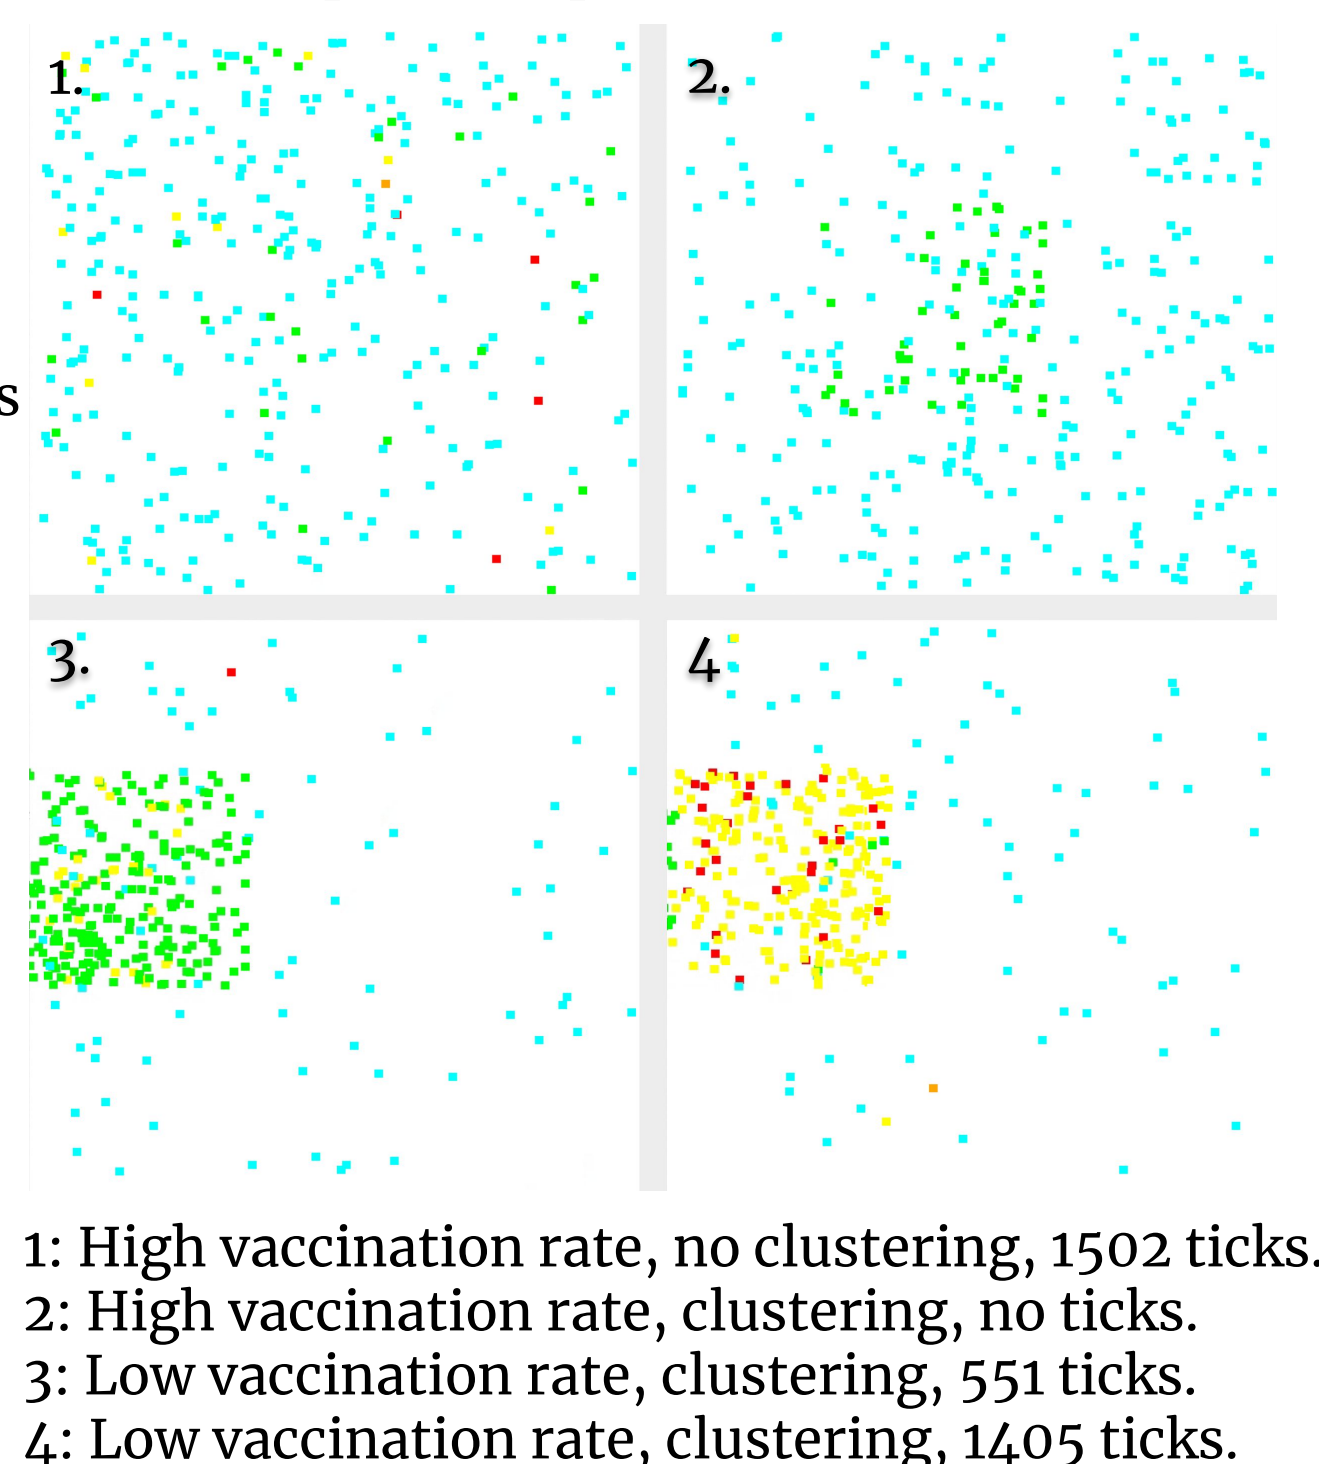 1.
2.
s
3.
4
1: High vaccination rate, no clustering, 1502 ticks.
2: High vaccination rate, clustering, no ticks.
3: Low vaccination rate, clustering, 551 ticks.
4: Low vaccination rate, clustering, 1405 ticks.